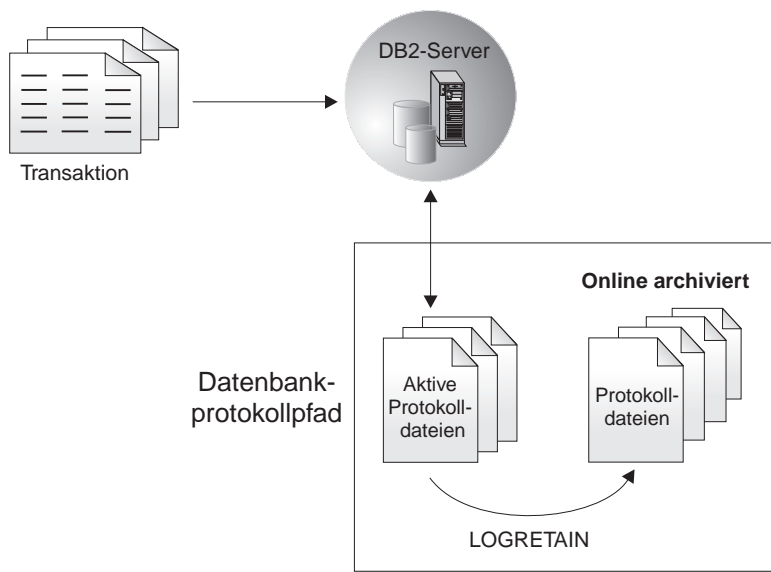 DB2-Server
Transaktion
Online archiviert
Datenbank-
protokollpfad
Aktive
Protokoll-
dateien
Protokoll-
dateien
LOGRETAIN